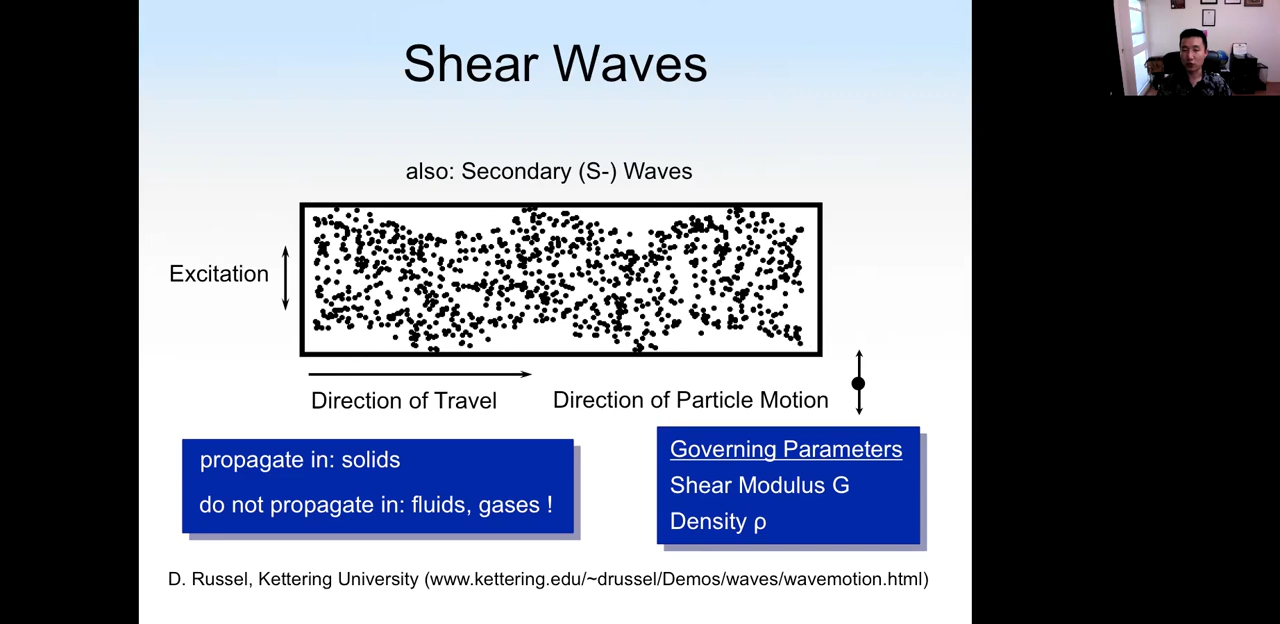 Shear Waves
also: Secondary (S-) Waves
Excitation
Direction of Travel
Direction of Particle Motion
propagate in: solids
do not propagate in: fluids, gases !
Governing Parameters
Shear Modulus G
Density ρ
D. Russel, Kettering University (www.kettering.edu/~drussel/Demos/waves/wavemotion.html)